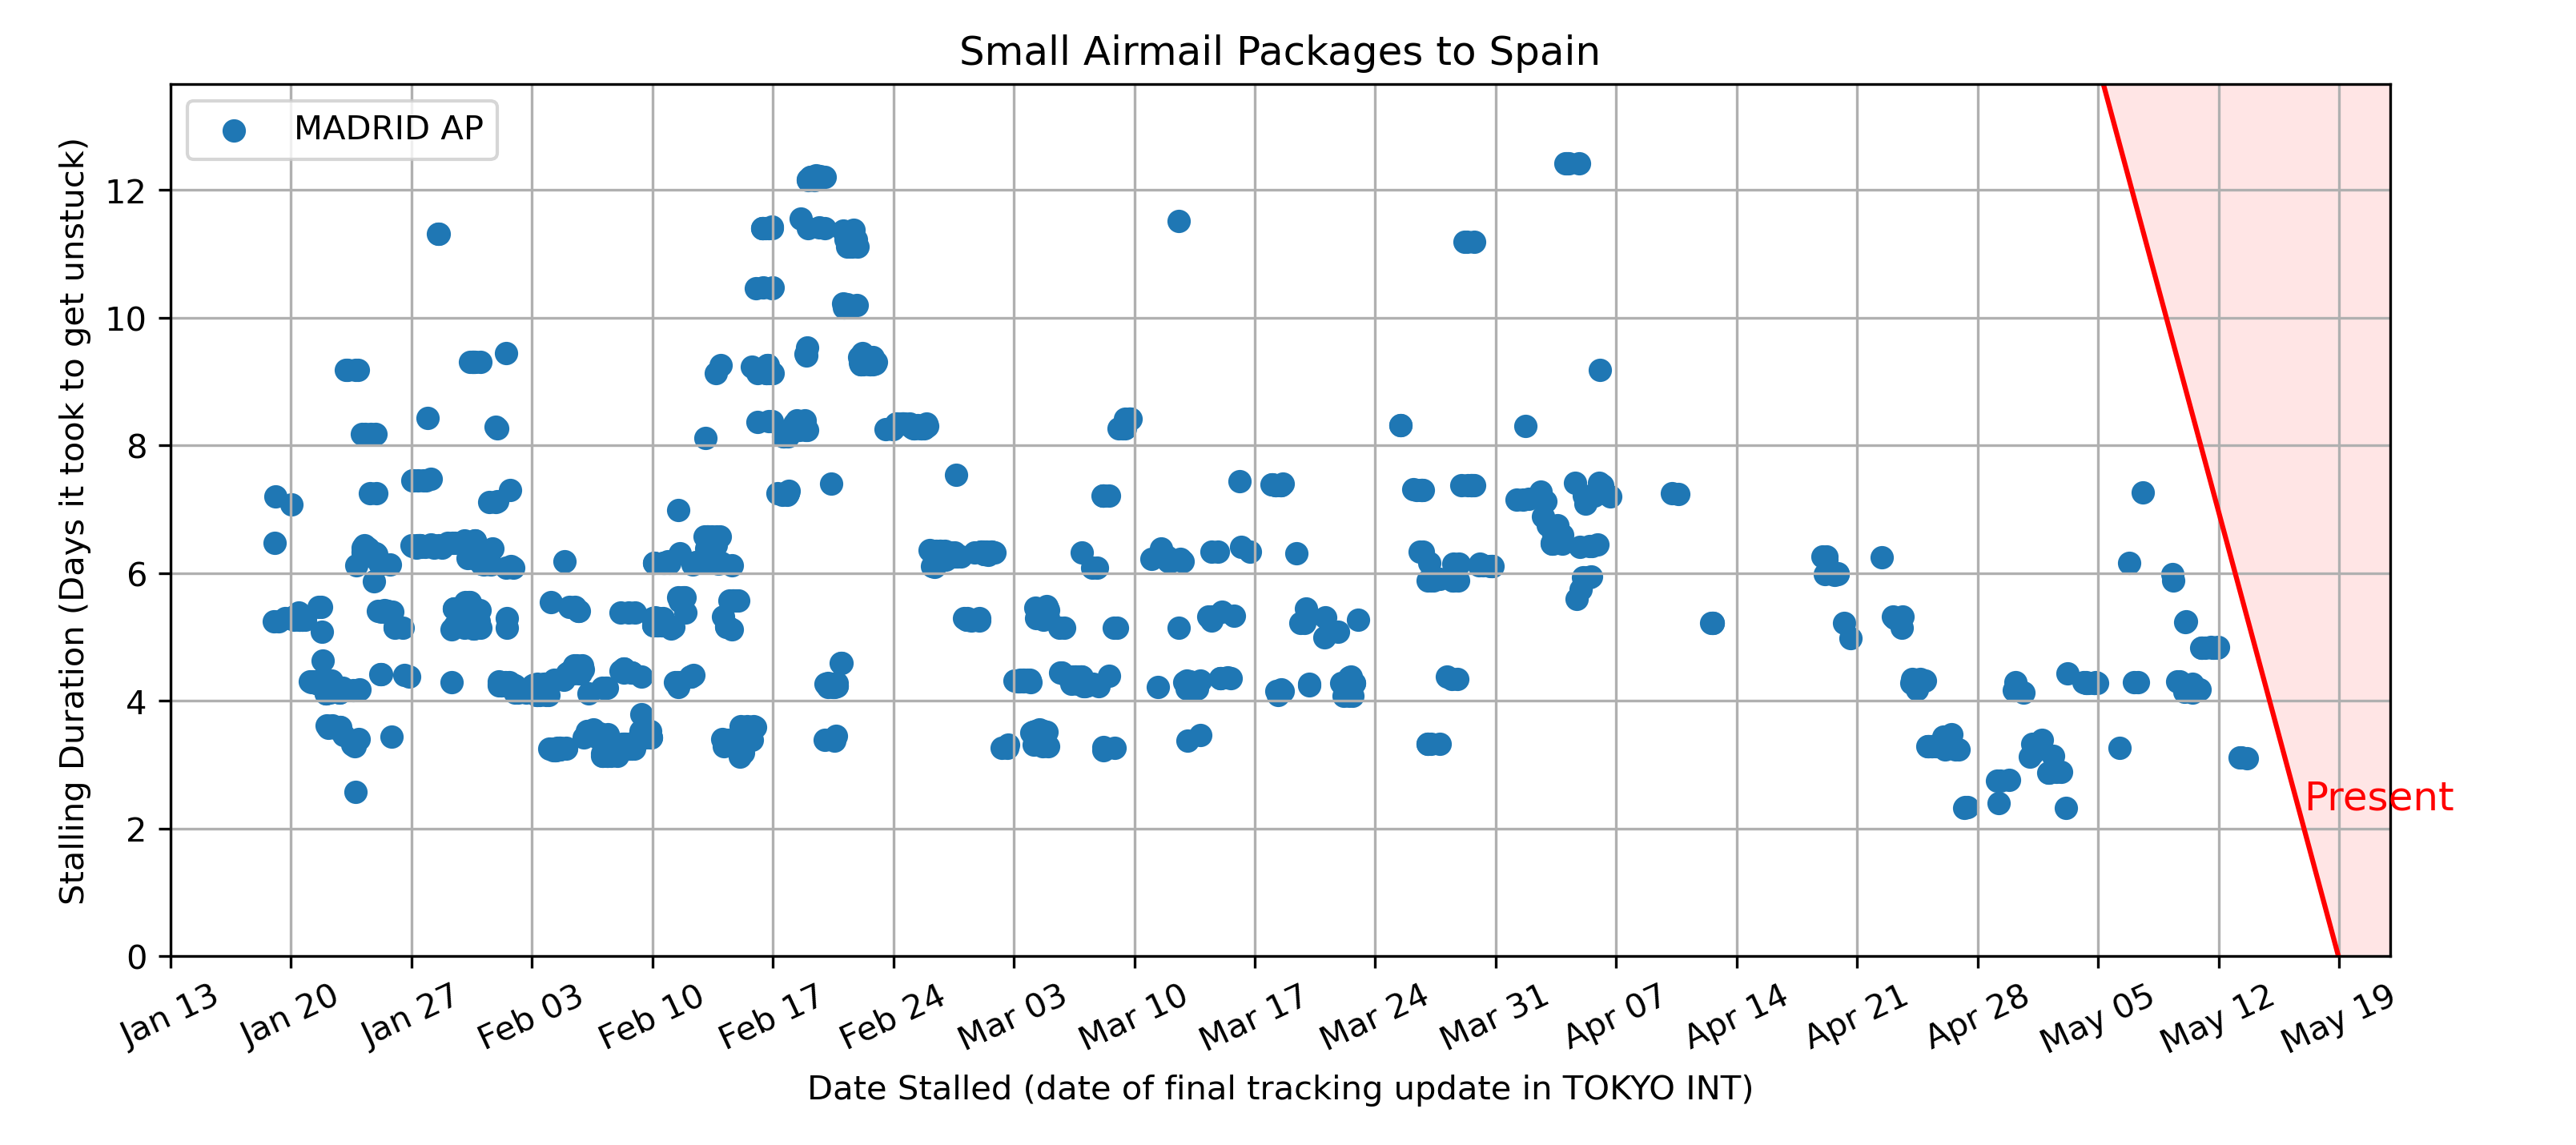 Small Airmail Packages to Spain
MADRID AP
Stalling Duration (Days it took to get unstuck)
12
10
8
6
4
2
0
Present
Jan 13
Jan 20
Jan 27
Feb 03
Feb 10
Feb 17
Feb 24
Mar 03
Mar 10
Mar 17
Mar 24
Mar 31
Apr 07
Apr 14
Apr 21
Apr 28
May 05
May 12
May 19
Date Stalled (date of final tracking update in TOKYO INT)